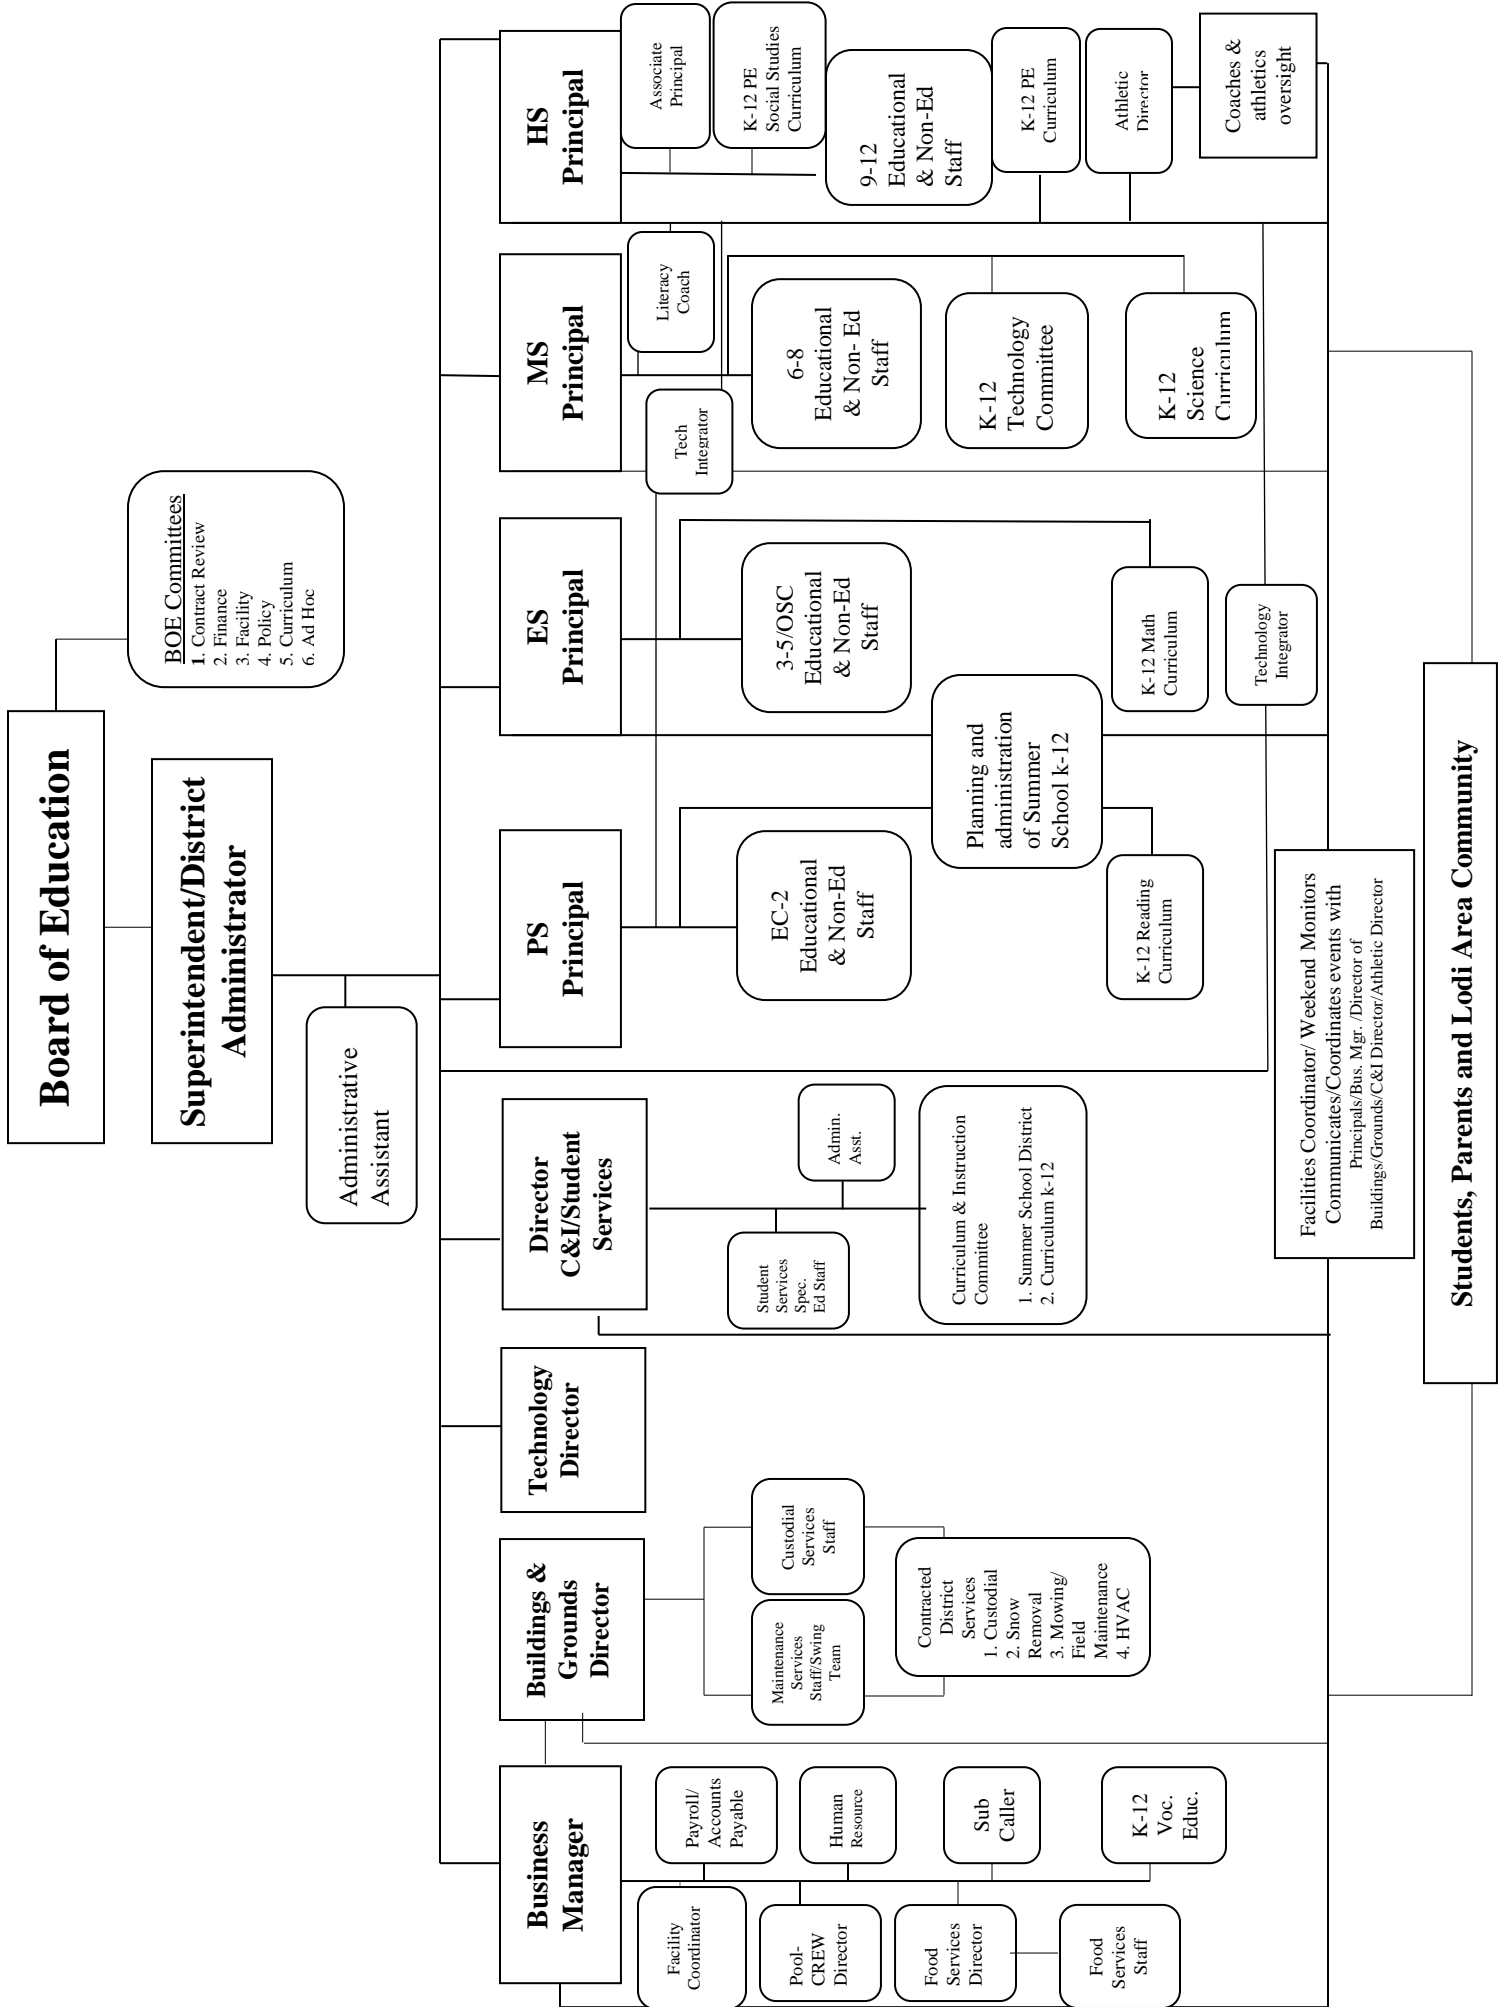 Board of Education
BOE Committees
1. Contract Review
2. Finance
3. Facility
4. Policy
5. Curriculum
6. Ad Hoc
Superintendent/District
Administrator
Administrative
Assistant
Business
Manager
Buildings &
Grounds
Director
Technology
Director
Director
C&I/Student
Services
PS
Principal
ES
Principal
MS
Principal
HS
Principal
Facility
Coordinator
Payroll/
Accounts
Payable
Pool-
CREW
Director
Human
Resource
Food
Services
Director
Sub
Caller
Food
Services
Staff
K-12
Voc.
Educ.
Maintenance
Services
Staff/Swing
Team
Custodial
Services
Staff
Contracted
District
Services
1. Custodial
2. Snow
Removal
3. Mowing/
Field
Maintenance
4. HVAC
Student
Services
Spec.
Ed Staff
Admin.
Asst.
Curriculum & Instruction
Committee
1. Summer School District
2. Curriculum k-12
EC-2
Educational
& Non-Ed
Staff
K-12 Reading
Curriculum
Planning and
administration
of Summer
School k-12
3-5/OSC
Educational
& Non-Ed
Staff
K-12 Math
Curriculum
Technology
Integrator
Tech
Integrator
Literacy
Coach
6-8
Educational
& Non- Ed
Staff
K-12
Technology
Committee
K-12
Science
Curriculum
Associate
Principal
K-12 PE
Social Studies
Curriculum
9-12
Educational
& Non-Ed
Staff
K-12 PE
Curriculum
Athletic
Director
Coaches &
athletics
oversight
Facilities Coordinator/ Weekend Monitors
Communicates/Coordinates events with
Principals/Bus. Mgr. /Director of
Buildings/Grounds/C&I Director/Athletic Director
Students, Parents and Lodi Area Community